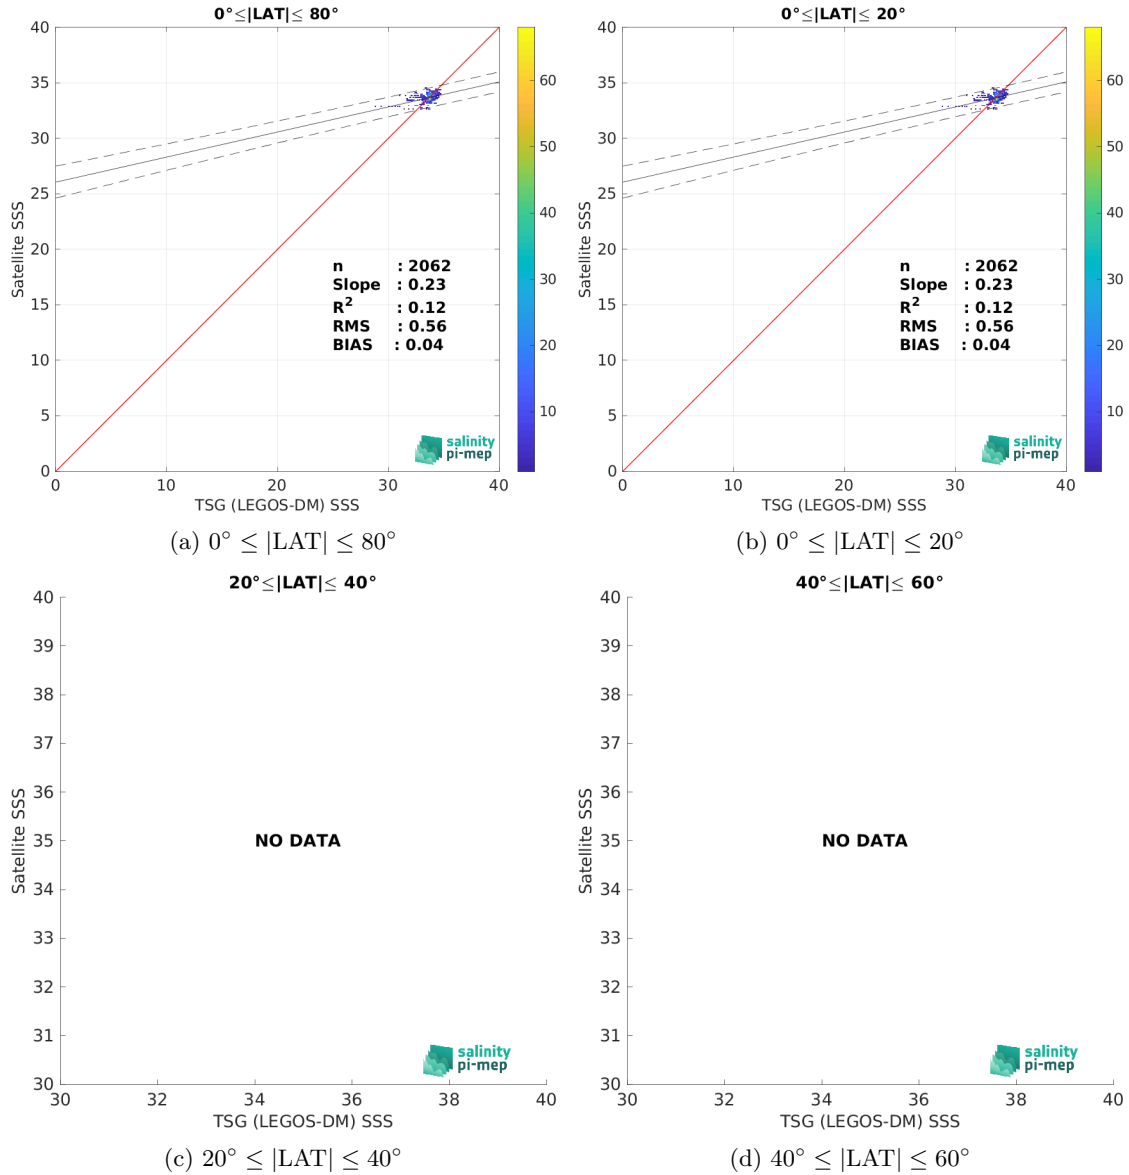 0°≤|LAT|≤ 80°
40
35
30
25
20
15
10
5
0
Satellite SSS
n : 2062
Slope : 0.23
R2 : 0.12
RMS : 0.56
BIAS : 0.04
salinity
pi-mep
0 10 20 30 40
TSG (LEGOS-DM) SSS
60
50
40
30
20
10
(a) 0° ≤ |LAT| ≤ 80°
0°≤|LAT|≤ 20°
40
35
30
25
20
15
10
5
0
Satellite SSS
n : 2062
Slope : 0.23
R2 : 0.12
RMS : 0.56
BIAS : 0.04
salinity
pi-mep
0 10 20 30 40
TSG (LEGOS-DM) SSS
60
50
40
30
20
10
(b) 0° ≤ |LAT| ≤ 20°
20°≤|LAT|≤ 40°
40
39
38
37
36
35
34
33
32
31
30
Satellite SSS
NO DATA
salinity
pi-mep
30 32 34 36 38 40
TSG (LEGOS-DM) SSS
(c) 20° ≤ |LAT| ≤ 40°
40°≤|LAT|≤ 60°
40
39
38
37
36
35
34
33
32
31
30
Satellite SSS
NO DATA
salinity
pi-mep
30 32 34 36 38 40
TSG (LEGOS-DM) SSS
(d) 40° ≤ |LAT| ≤ 60°